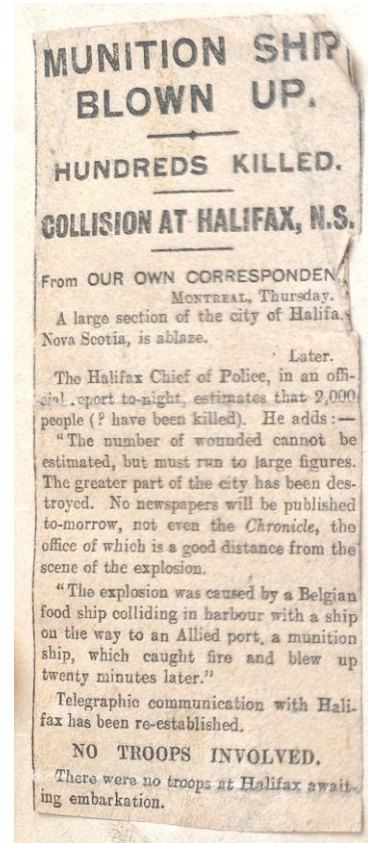 MUNITION SHIP
BLOWN UP.
HUNDREDS KILLED.
COLLISION AT HALIFAX, N.S.
From OUR OWN CORRESPONDEN
MONTREAL, Thursday.
A large section of the city of Halifa
Nova Scotia, is ablaze.
Later.
The Halifax Chief of Police, in an offi-
cial eport to-night, estimates that 2,000
people (? have been killed). He adds:—
"The number of wounded cannot be
estimated, but must run to large figures.
The greater part of the city has been des-
troyed. No newspapers will be published
to-morrow, not even the Chronicle, the
office of which is a good distance from the
scene of the explosion.
"The explosion was caused by a Belgian
food ship colliding in harbour with a ship
on the way to an Allied port, a munition
ship, which caught fire and blew up
twenty minutes later."
Telegraphic communication with Hali-
fax has been re-established.
NO TROOPS INVOLVED.
There were no troops at Halifax await-
ing embarkation.